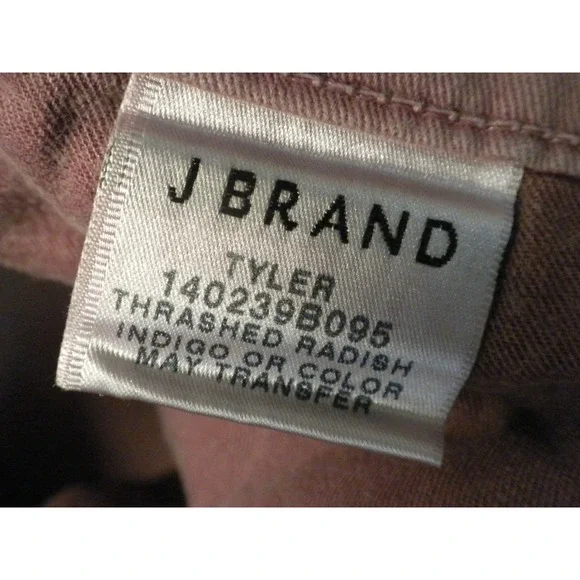 J BRAND
TYLER
140239B095
THRASHED RADISH
INDIGO OR COLOR
MAY TRANSFER